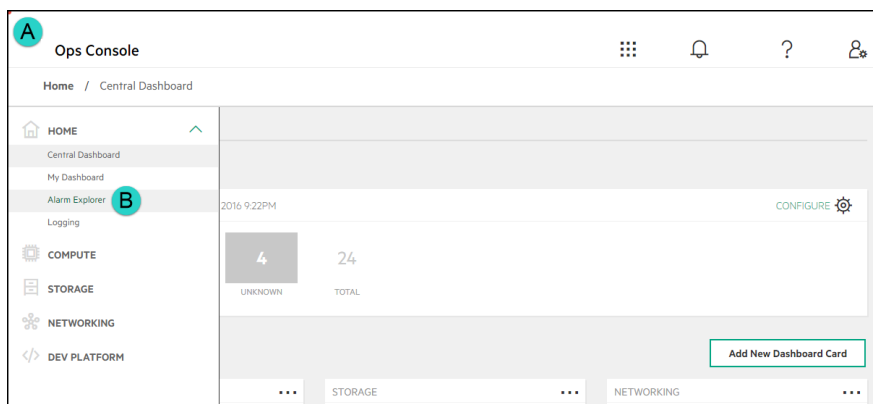 A
Ops Console
Home / Central Dashboard
HOME
Central Dashboard
My Dashboard
Alarm Explorer B
Logging
COMPUTE
STORAGE
NETWORKING
DEV PLATFORM
2016 9:22PM
CONFIGURE
4
24
UNKNOWN
TOTAL
Add New Dashboard Card
STORAGE
NETWORKING